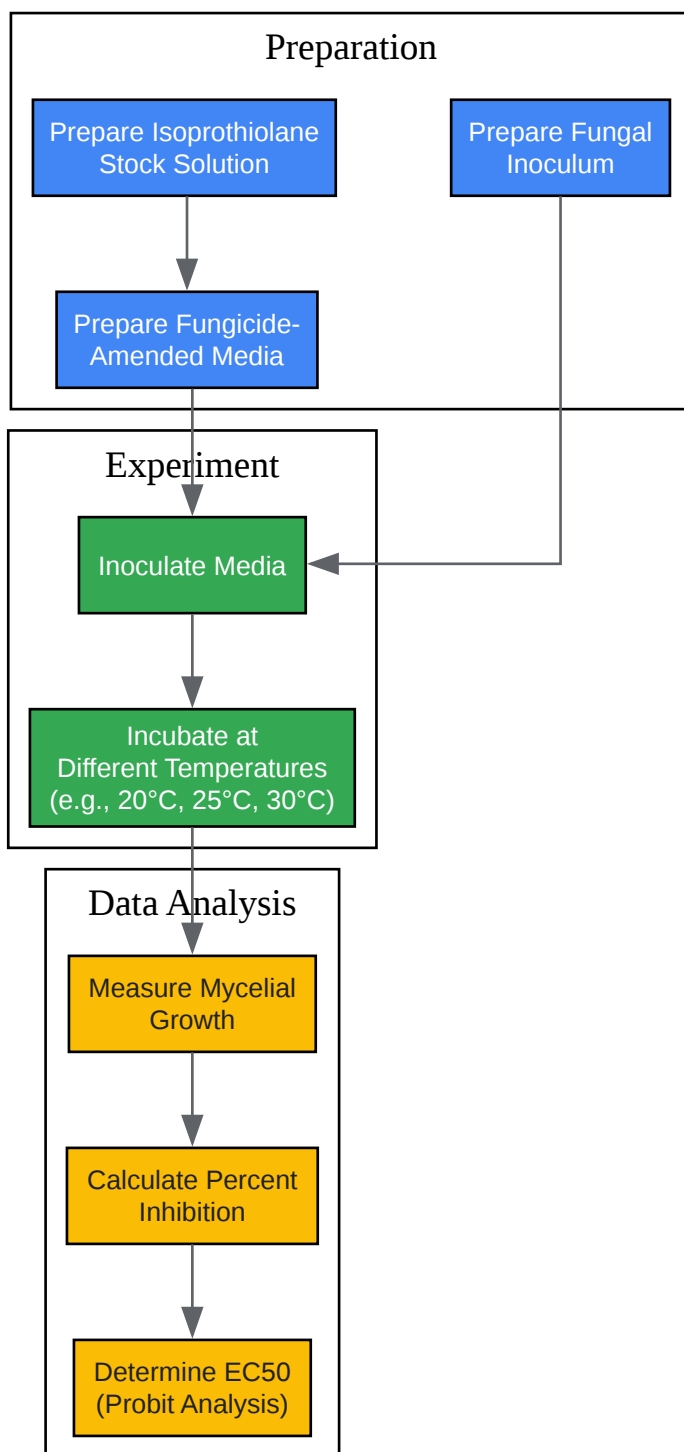 Preparation
Prepare Isoprothiolane
Stock Solution
Prepare Fungal
Inoculum
Prepare Fungicide-
Amended Media
Experiment
Inoculate Media
Incubate at
Different Temperatures
(e.g., 20°C, 25°C, 30°C)
Data Analysis
Measure Mycelial
Growth
Calculate Percent
Inhibition
Determine EC50
(Probit Analysis)